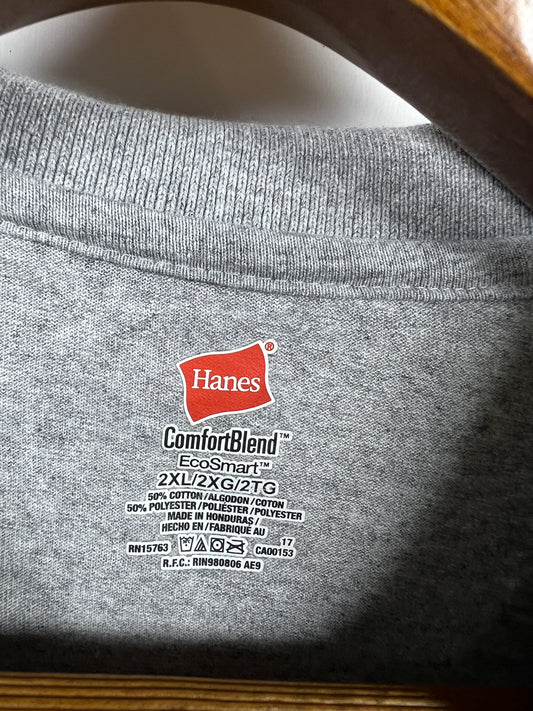 Hanes®
ComfortBlend™
EcoSmart™
2XL/2XG/2TG
50% COTTON/ALGODON/COTON
50% POLYESTER/POLIÉSTER/POLYESTER
MADE IN HONDURAS/
HECHO EN/FABRIQUÉ AU
RN15763
17
CA00153
R.F.C.: RIN980806 AE9